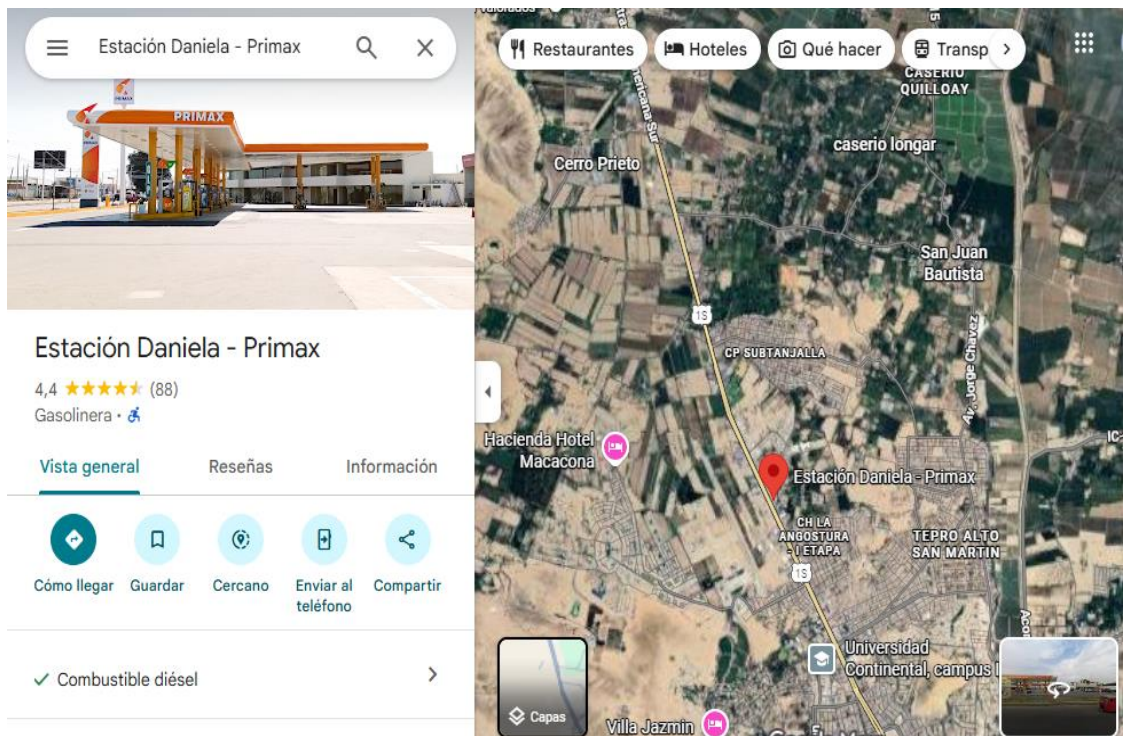 Estación Daniela - Primax
PRIMAX
PRIMAX
Estación Daniela - Primax
4,4 (88)
Gasolinera •
Vista general
Reseñas
Información
Cómo llegar
Guardar
Cercano
Enviar al
teléfono
Compartir
Combustible diésel
Restaurantes
Hoteles
Qué hacer
Transp
CASERIO
QUILLOAY
caserio longar
Cerro Prieto
San Juan
Bautista
1S
CP SUBTANJALLA
Av. Jorge Chavez
IC-
Hacienda Hotel
Macacona
Estación Daniela - Primax
CH LA
ANGOSTURA
- I ETAPA
TEPRO ALTO
SAN MARTIN
1S
Universidad
Continental, campus I
Capas
Villa Jazmin